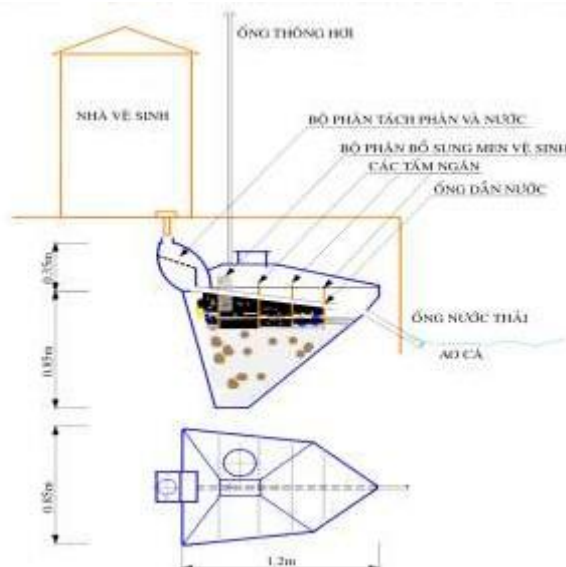 ỐNG THÔNG HƠI
NHÀ VỆ SINH
BỘ PHẬN TÁCH PHÂN VÀ NƯỚC
BỘ PHẬN BỔ SUNG MEN VỆ SINH
CÁC TẤM NGĂN
ỐNG DẪN NƯỚC
0.35m
ỐNG NƯỚC THẢI
AO CÁ
0.85m
0.85m
1.2m